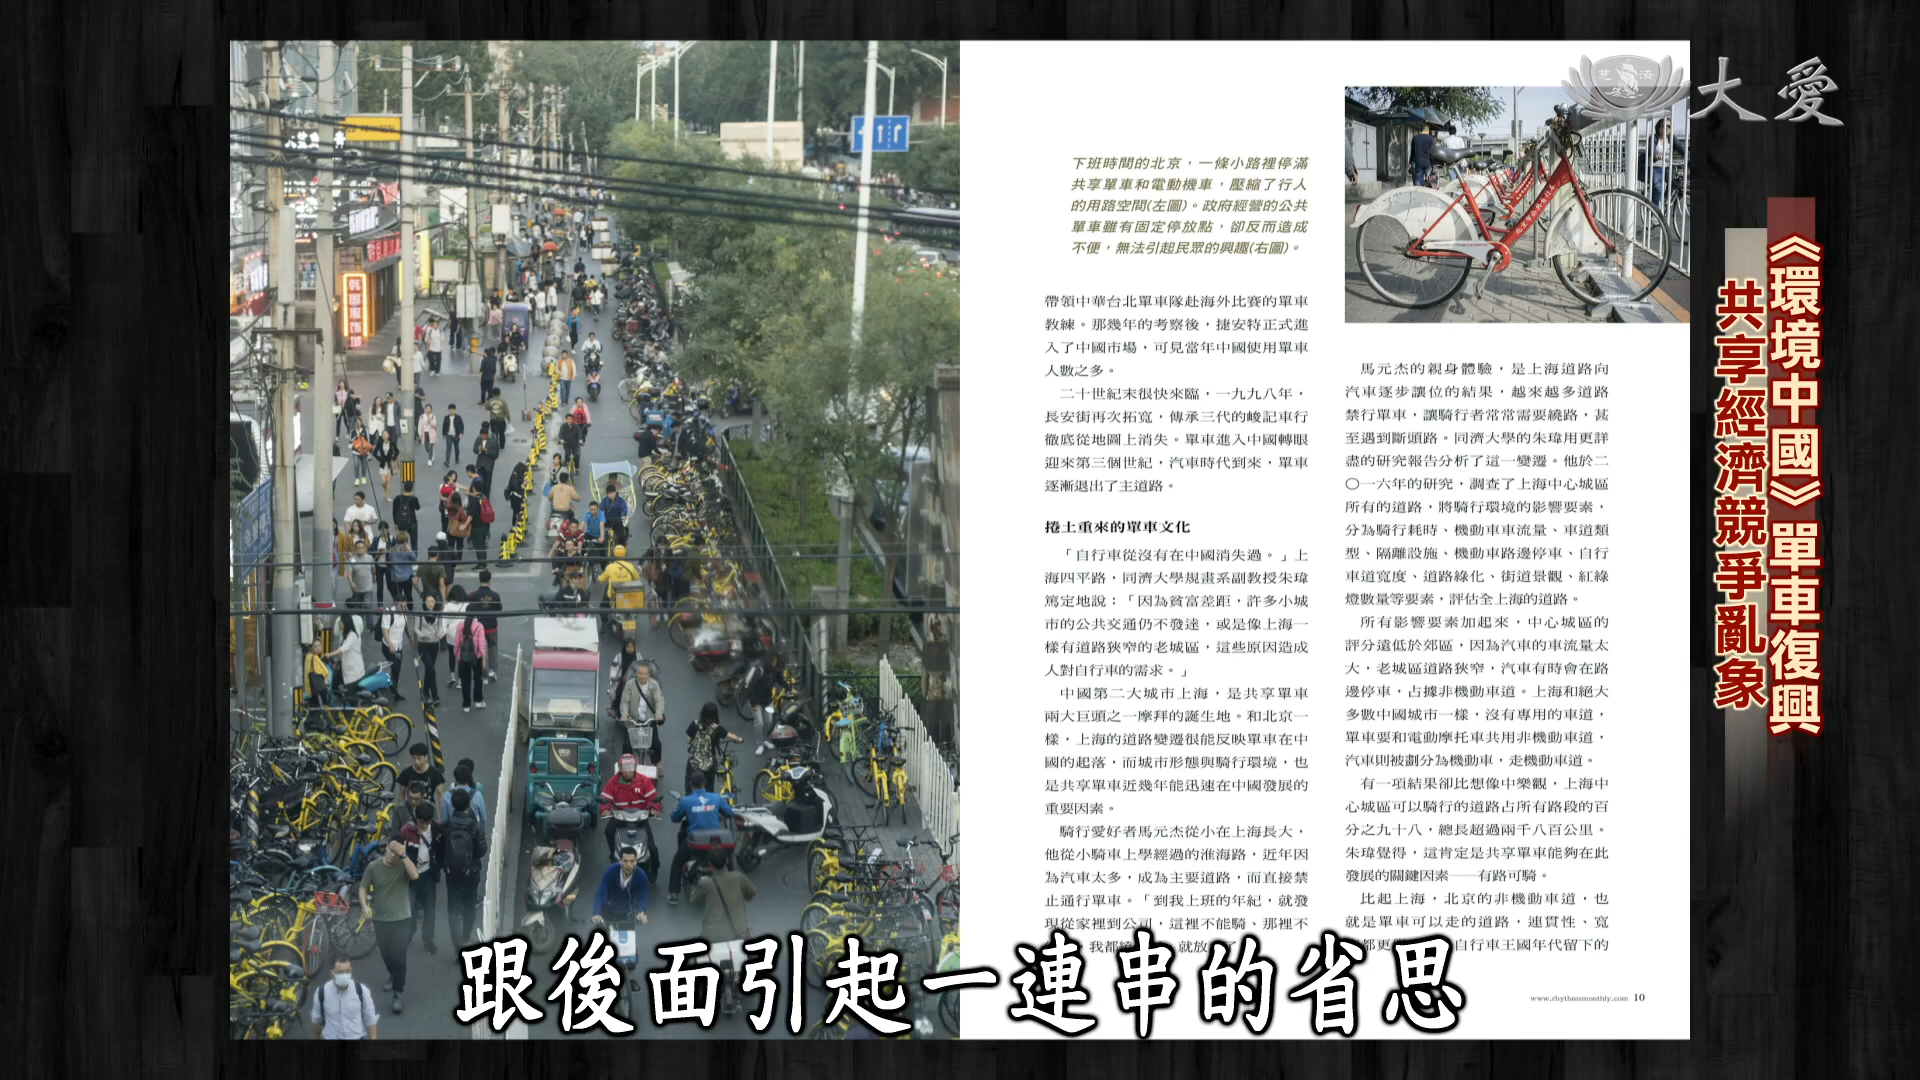 大愛
慈濟
《環境中國》單車復興
共享經濟競爭亂象
下班時間的北京，一條小路裡停滿
共享單車和電動機車，壓縮了行人
的用路空間(左圖)。政府經營的公共
單車雖有固定停放點，卻反而造成
不便，無法引起民眾的興趣(右圖)。
帶領中華台北單車隊赴海外比賽的單車
教練。那幾年的考察後，捷安特正式進
入了中國市場，可見當年中國使用單車
人數之多。
二十世紀末很快來臨，一九九八年，
長安街再次拓寬，傳承三代的峻記車行
徹底從地圖上消失。單車進入中國轉眼
迎來第三個世紀，汽車時代到來，單車
逐漸退出了主道路。
捲土重來的單車文化
「自行車從沒有在中國消失過。」上
海四平路，同濟大學規畫系副教授朱瑋
篤定地說：「因為貧富差距，許多小城
市的公共交通仍不發達，或是像上海一
樣有道路狹窄的老城區，這些原因造成
人對自行車的需求。」
中國第二大城市上海，是共享單車
兩大巨頭之一摩拜的誕生地。和北京一
樣，上海的道路變遷很能反映單車在中
國的起落，而城市形態與騎行環境，也
是共享單車近幾年能迅速在中國發展的
重要因素。
騎行愛好者馬元杰從小在上海長大，
他從小騎車上學經過的淮海路，近年因
為汽車太多，成為主要道路，而直接禁
止通行單車。「到我上班的年紀，就發
現從家裡到公司，這裡不能騎、那裡不
我都 就放
馬元杰的親身體驗，是上海道路向
汽車逐步讓位的結果，越來越多道路
禁行單車，讓騎行者常常需要繞路，甚
至遇到斷頭路。同濟大學的朱瑋用更詳
盡的研究報告分析了這一變遷。他於二
〇一六年的研究，調查了上海中心城區
所有的道路，將騎行環境的影響要素，
分為騎行耗時、機動車車流量、車道類
型、隔離設施、機動車路邊停車、自行
車道寬度、道路綠化、街道景觀、紅綠
燈數量等要素，評估全上海的道路。
所有影響要素加起來，中心城區的
評分遠低於郊區，因為汽車的車流量太
大，老城區道路狹窄，汽車有時會在路
邊停車，占據非機動車道。上海和絕大
多數中國城市一樣，沒有專用的車道，
單車要和電動摩托車共用非機動車道，
汽車則被劃分為機動車，走機動車道。
有一項結果卻比想像中樂觀，上海中
心城區可以騎行的道路占所有路段的百
分之九十八，總長超過兩千八百公里。
朱瑋覺得，這肯定是共享單車能夠在此
發展的關鍵因素──有路可騎。
比起上海，北京的非機動車道，也
就是單車可以走的道路，連貫性、寬
都更 自行車王國年代留下的
www.rhythmsmonthly.com 10
韩国服饰城
跟後面引起一連串的省思